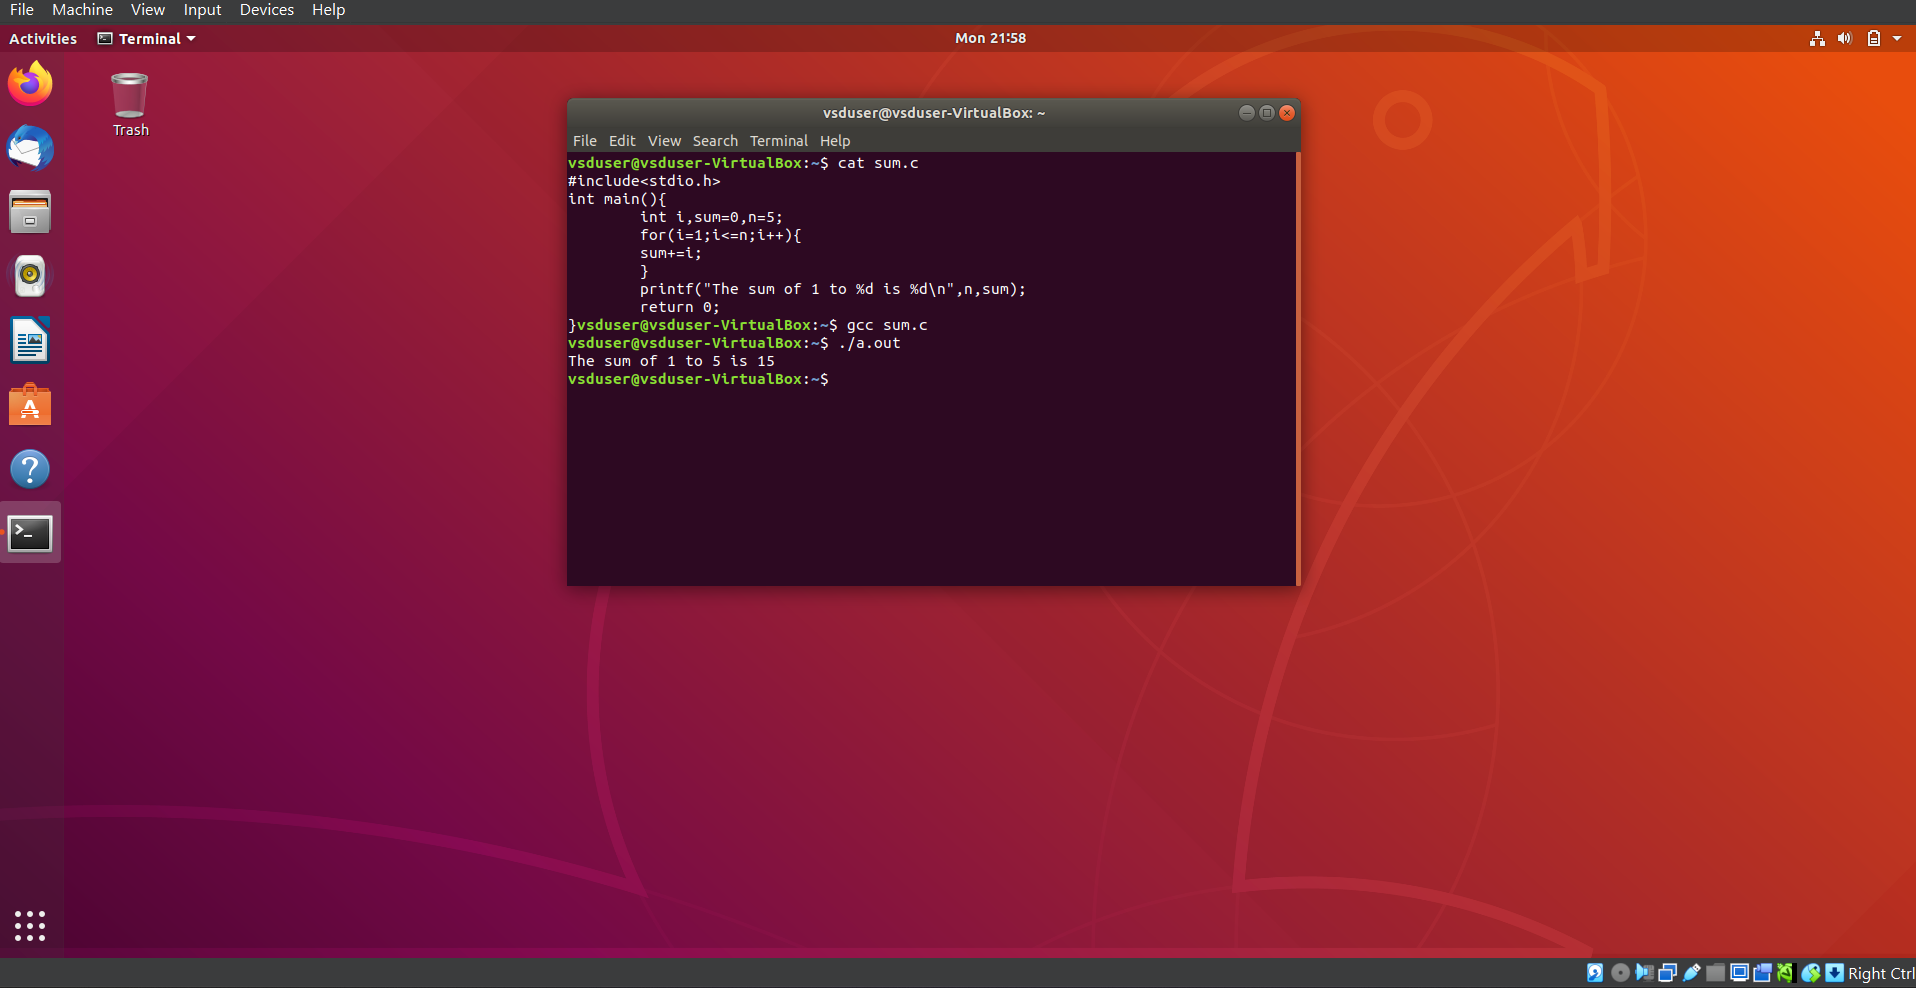 File Machine View Input Devices Help
Activities Terminal Mon 21:58
Trash
vsduser@vsduser-VirtualBox: ~
File Edit View Search Terminal Help
vsduser@vsduser-VirtualBox:~$ cat sum.c
#include<stdio.h>
int main(){
        int i,sum=0,n=5;
        for(i=1;i<=n;i++){
        sum+=i;
        }
        printf("The sum of 1 to %d is %d\n",n,sum);
        return 0;
}vsduser@vsduser-VirtualBox:~$ gcc sum.c
vsduser@vsduser-VirtualBox:~$ ./a.out
The sum of 1 to 5 is 15
vsduser@vsduser-VirtualBox:~$
Right Ctrl